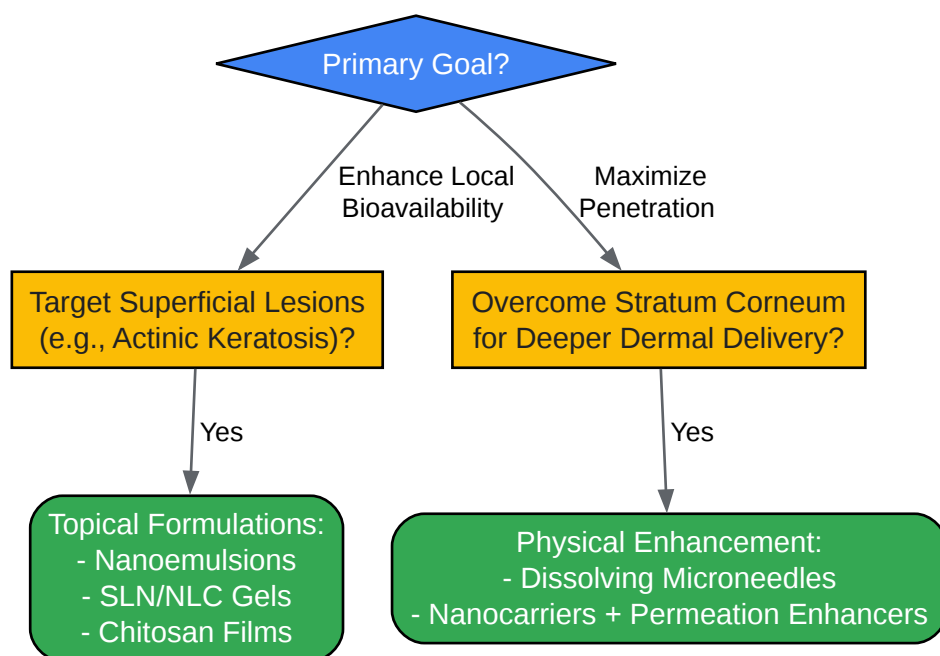 Primary Goal?
Enhance Local
Bioavailability
Maximize
Penetration
Target Superficial Lesions
(e.g., Actinic Keratosis)?
Overcome Stratum Corneum
for Deeper Dermal Delivery?
Yes
Yes
Topical Formulations:
- Nanoemulsions
- SLN/NLC Gels
- Chitosan Films
Physical Enhancement:
- Dissolving Microneedles
- Nanocarriers + Permeation Enhancers